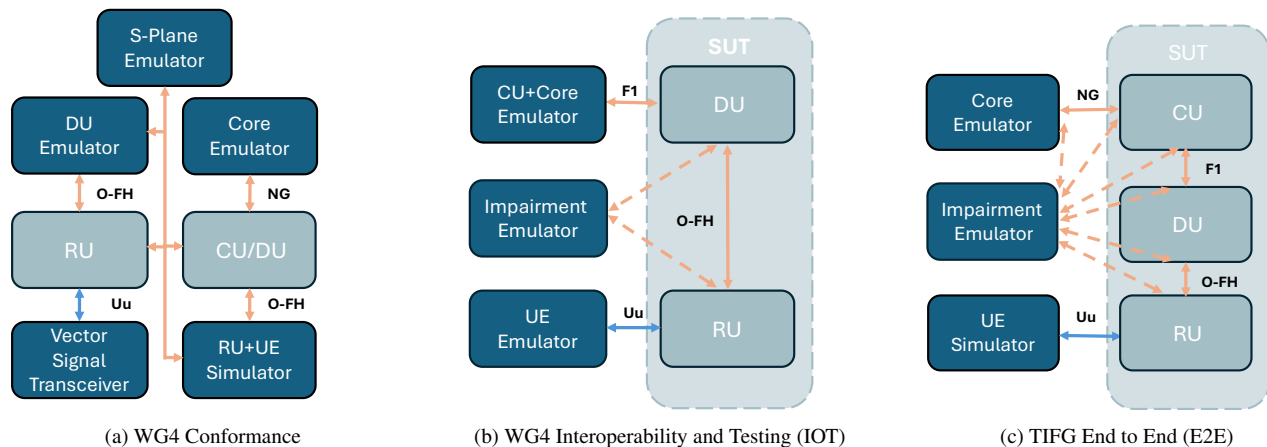 S-Plane
Emulator
DU
Emulator
Core
Emulator
O-FH
NG
RU
CU/DU
Uu
O-FH
Vector
Signal
Transceiver
RU+UE
Simulator
(a) WG4 Conformance
SUT
CU+Core
Emulator
F1
DU
Impairment
Emulator
O-FH
UE
Emulator
Uu
RU
(b) WG4 Interoperability and Testing (IOT)
SUT
Core
Emulator
NG
CU
F1
Impairment
Emulator
DU
O-FH
UE
Simulator
Uu
RU
(c) TIFG End to End (E2E)